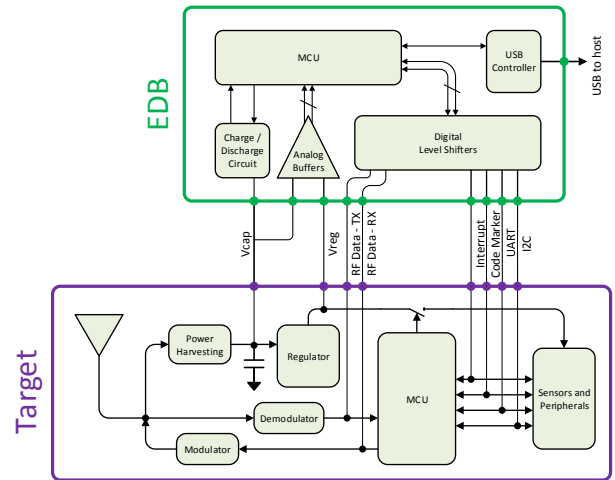 EDB
MCU
USB
Controller
USB to host
Charge /
Discharge
Circuit
Analog
Buffers
Digital
Level Shifters
Vcap
Vreg
RF Data - TX
RF Data - RX
Interrupt
Code Marker
UART
I2C
Target
Power
Harvesting
Regulator
MCU
Sensors and
Peripherals
Demodulator
Modulator